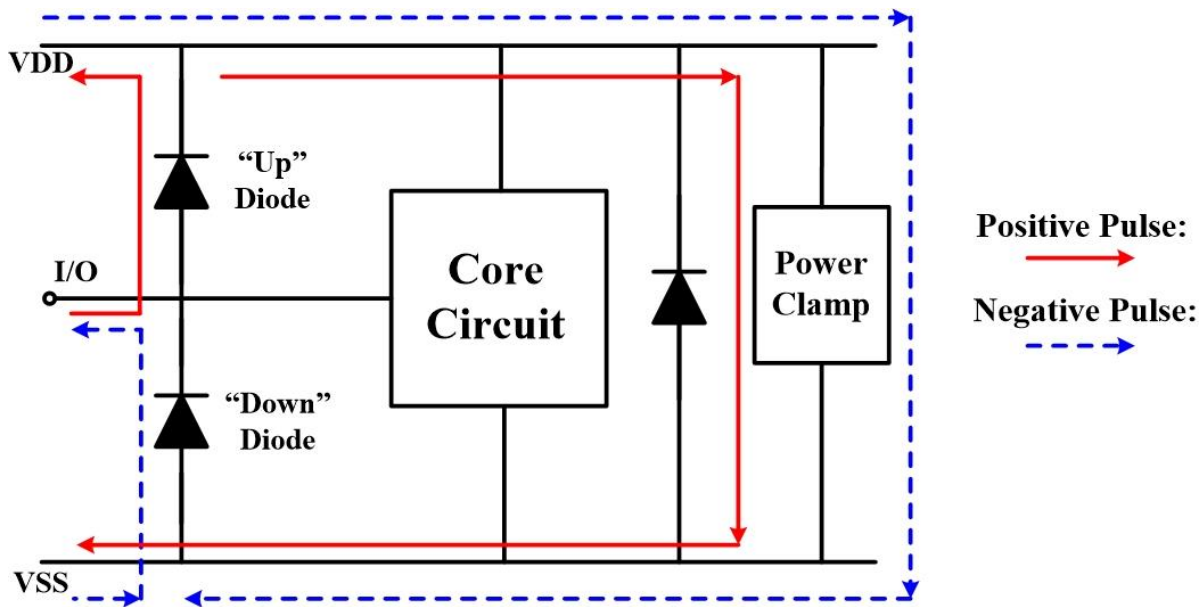 VDD
“Up”
Diode
I/O
Core
Circuit
Power
Clamp
“Down”
Diode
VSS
Positive Pulse:
Negative Pulse: